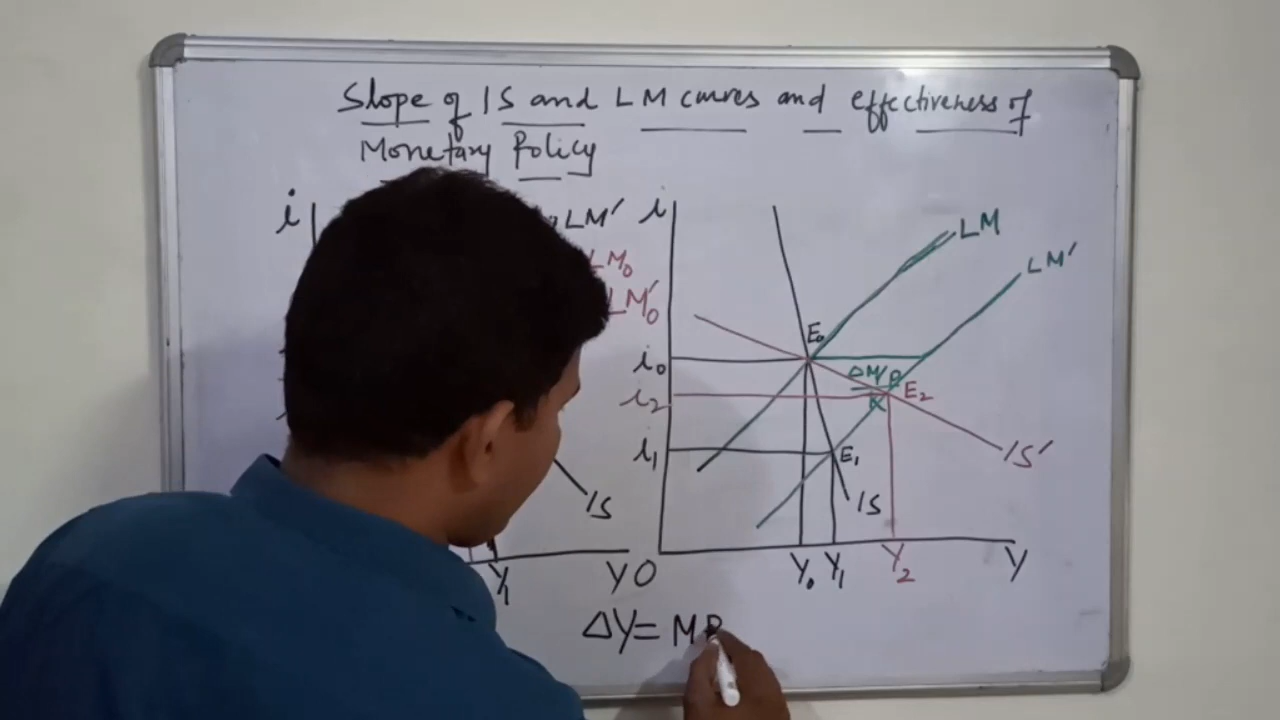 Slope of IS and LM curves and effectiveness of
Monetary Policy
i
LM'
LM₀
LM₀'
IS
Y₁
Y
i
LM
LM'
E₀
i₀
ΔM/P
K
E₂
i₂
i₁
E₁
IS'
IS
O
Y₀
Y₁
Y₂
Y
ΔY= MP